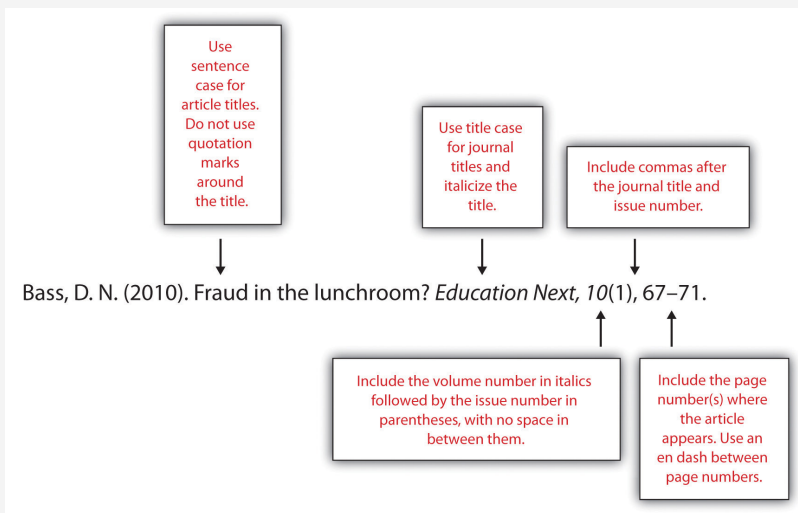 Use
sentence
case for
article titles.
Do not use
quotation
marks
around
the title.
Use title case
for journal
titles and
italicize the
title.
Include commas after
the journal title and
issue number.
Bass, D. N. (2010). Fraud in the lunchroom? Education Next, 10(1), 67–71.
Include the volume number in italics
followed by the issue number in
parentheses, with no space in
between them.
Include the page
number(s) where
the article
appears. Use an
en dash between
page numbers.